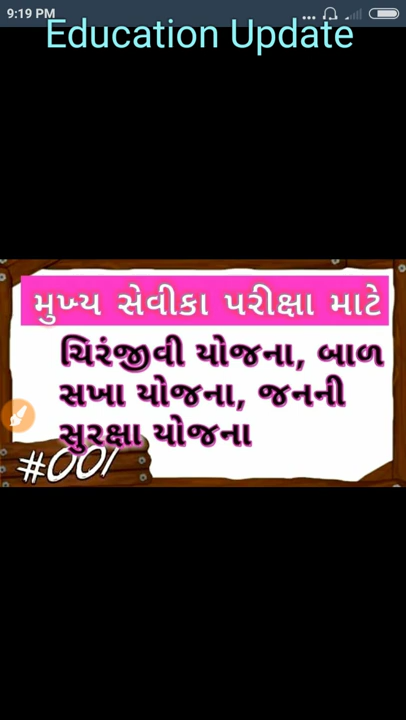 9:19 PM
Education Update
મુખ્ય સેવીકા પરીક્ષા માટે
ચિરંજીવી યોજના, બાળ
સખા યોજના, જનની
સુરક્ષા યોજના
#001